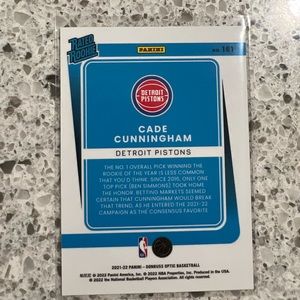 RATED
ROOKIE
PANINI
NO. 161
DETROIT
PISTONS
CADE
CUNNINGHAM
DETROIT PISTONS
THE NO. 1 OVERALL PICK WINNING THE
ROOKIE OF THE YEAR IS LESS COMMON
THAT YOU'D THINK. SINCE 2016, ONLY ONE
TOP PICK (BEN SIMMONS) TOOK HOME
THE HONOR. BETTING MARKETS SEEMED
CERTAIN THAT CUNNINGHAM WOULD BREAK
THAT TREND, AS HE ENTERED THE 2021-22
CAMPAIGN AS THE CONSENSUS FAVORITE
2021-22 PANINI - DONRUSS OPTIC BASKETBALL
© 2022 Panini America, Inc. © 2022 NBA Properties, Inc. Produced in the USA.
© 2022 the National Basketball Players Association. All rights reserved.